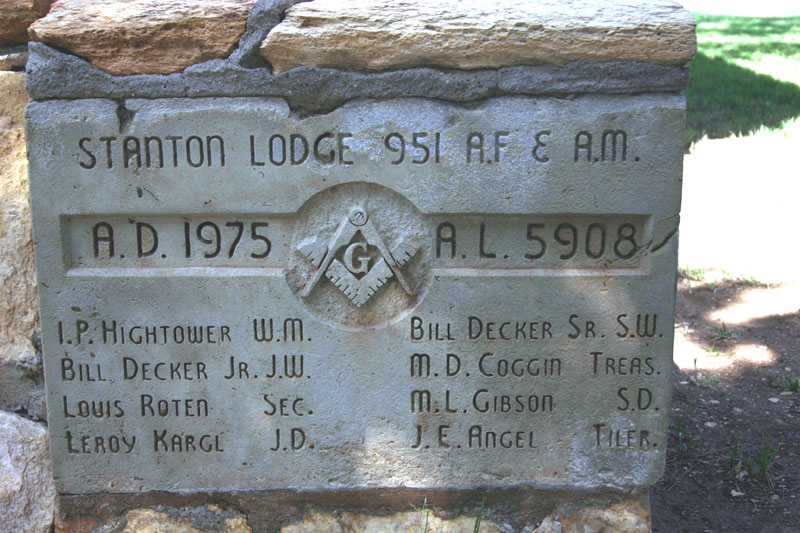 STANTON LODGE 951 A.F & A.M.
A.D. 1975 G A.L. 5908
I.P. HIGHTOWER W.M. BILL DECKER SR. S.W.
BILL DECKER JR. J.W. M.D. COGGIN TREAS.
LOUIS ROTEN SEC. M.L. GIBSON S.D.
LEROY KARGL J.D. J.E. ANGEL TILER.